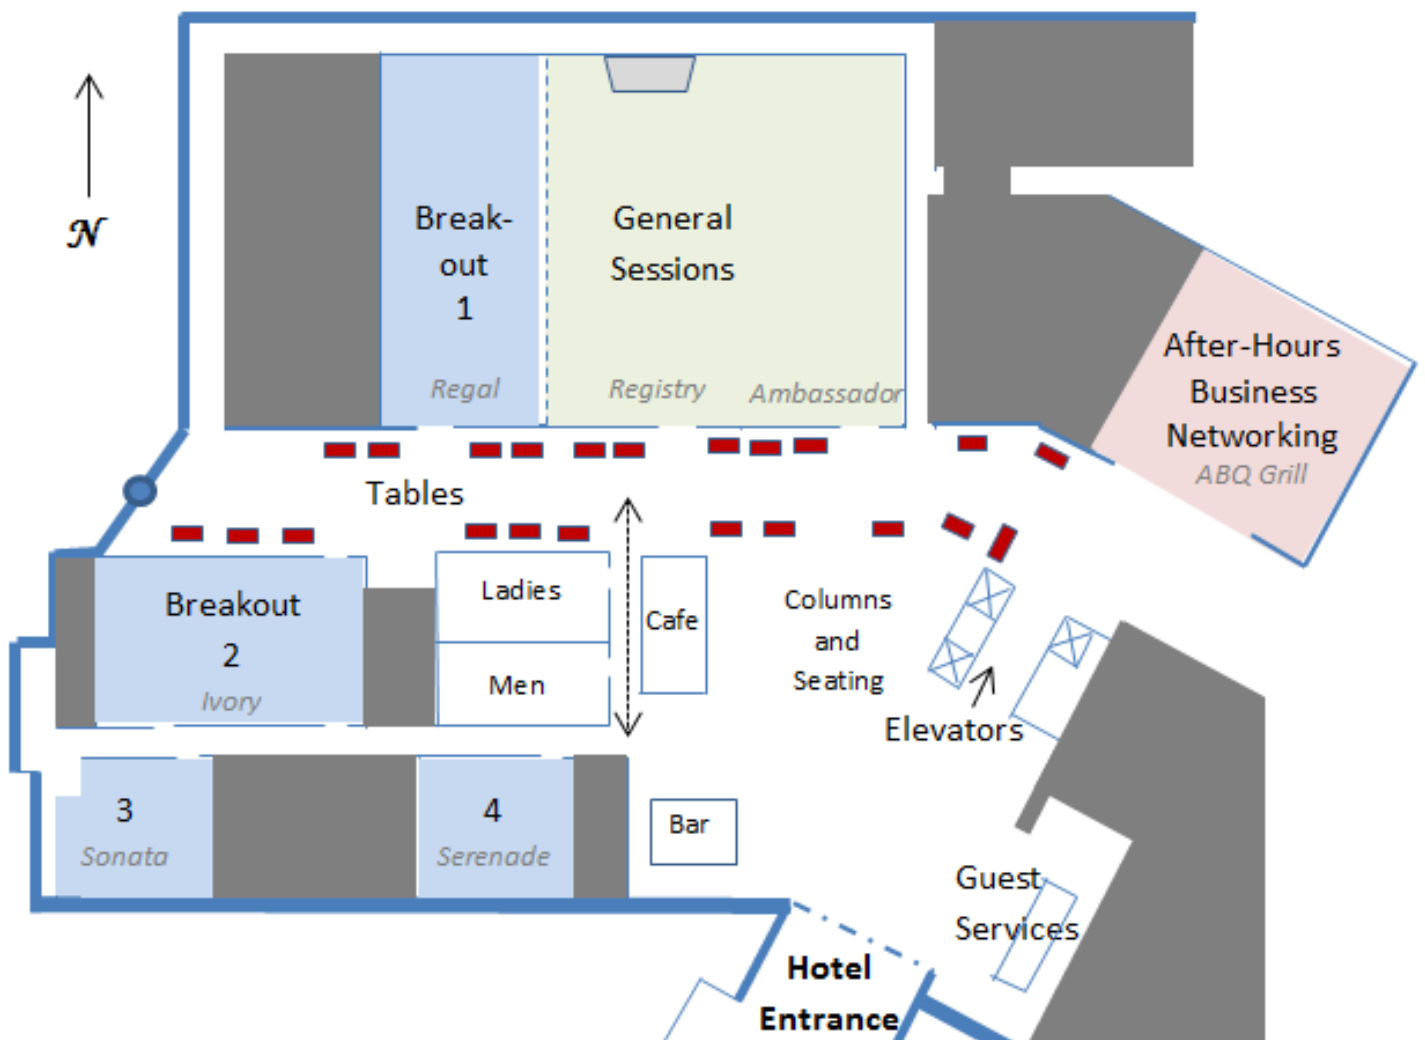 N
Break-
out
1
Regal
General
Sessions
Registry
Ambassador
After-Hours
Business
Networking
ABQ Grill
Tables
Breakout
2
Ivory
Ladies
Men
Cafe
Columns
and
Seating
Elevators
3
Sonata
4
Serenade
Bar
Guest
Services
Hotel
Entrance